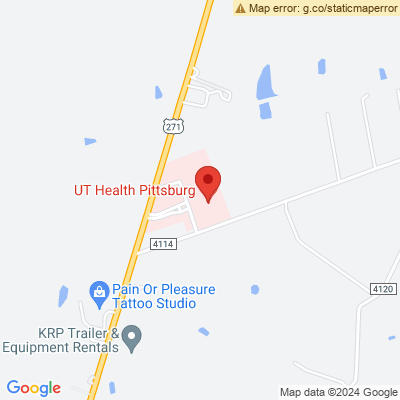 Map error: g.co/staticmaperror
271
UT Health Pittsburg
4114
4120
Pain Or Pleasure
Tattoo Studio
KRP Trailer &
Equipment Rentals
Google
Map data ©2024 Google